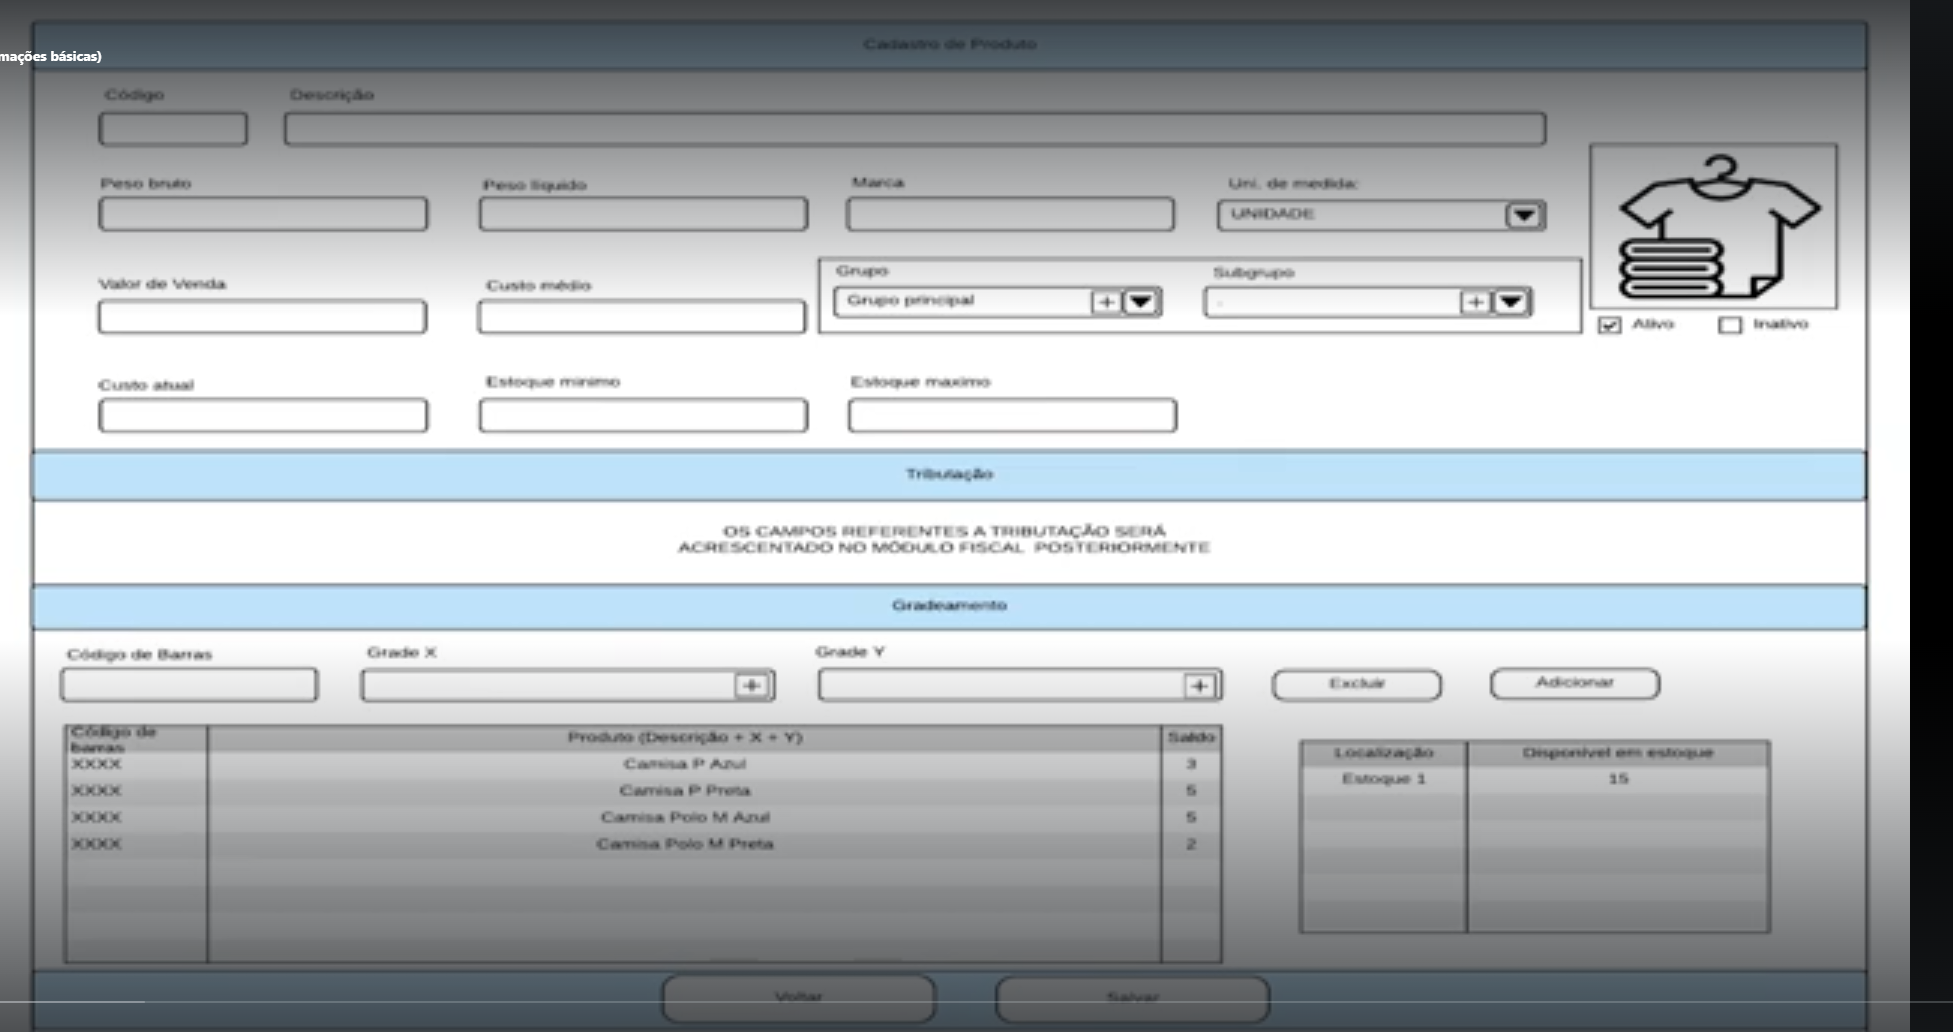 Cadastro de Produto
mações básicas)
Código
Descrição
Peso bruto
Peso líquido
Marca
Uni. de medida:
UNIDADE
Valor de Venda
Custo médio
Grupo
Subgrupo
Grupo principal
+
-
+
Ativo
Inativo
Custo atual
Estoque minimo
Estoque maximo
Tributação
OS CAMPOS REFERENTES A TRIBUTAÇÃO SERÁ
ACRESCENTADO NO MÓDULO FISCAL POSTERIORMENTE
Gradeamento
Código de Barras
Grade X
Grade Y
+
+
Excluir
Adicionar
Código de
barras
Produto (Descrição + X + Y)
Saldo
XXXX Camisa P Azul 3
XXXX Camisa P Preta 5
XXXX Camisa Polo M Azul 5
XXXX Camisa Polo M Preta 2
Localização Disponível em estoque
Estoque 1 15
Voltar
Salvar